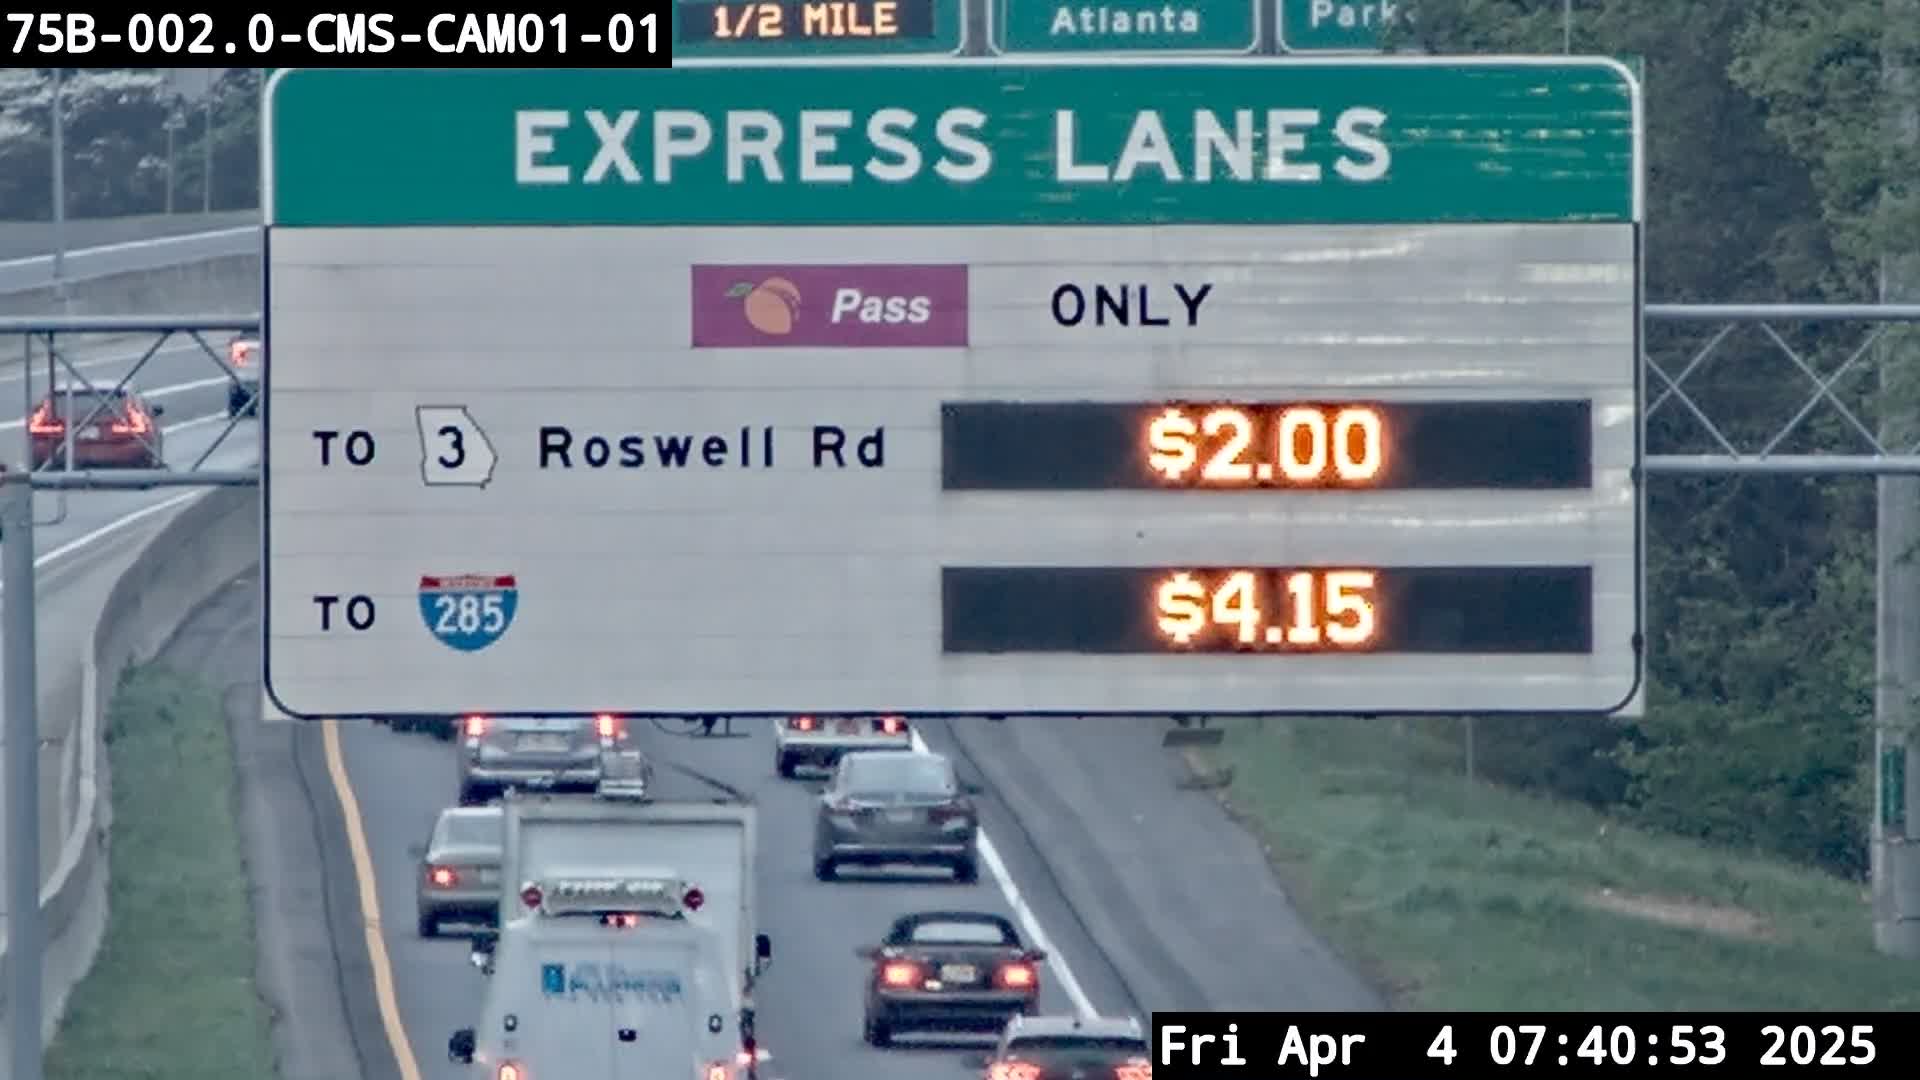 75B-002.0-CMS-CAM01-01
1/2 MILE
Atlanta
Park
EXPRESS LANES
Pass ONLY
TO 3 Roswell Rd $2.00
TO 285 $4.15
Fri Apr 4 07:40:53 2025